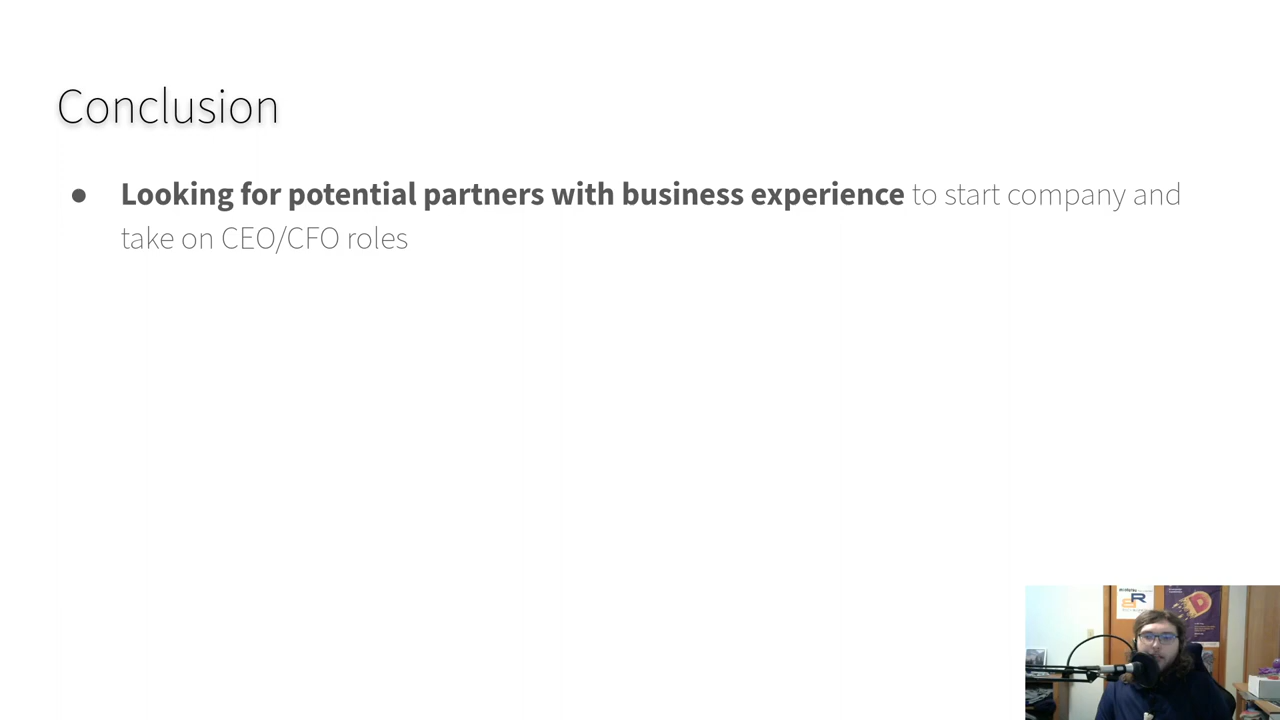 Conclusion
● Looking for potential partners with business experience to start company and
take on CEO/CFO roles